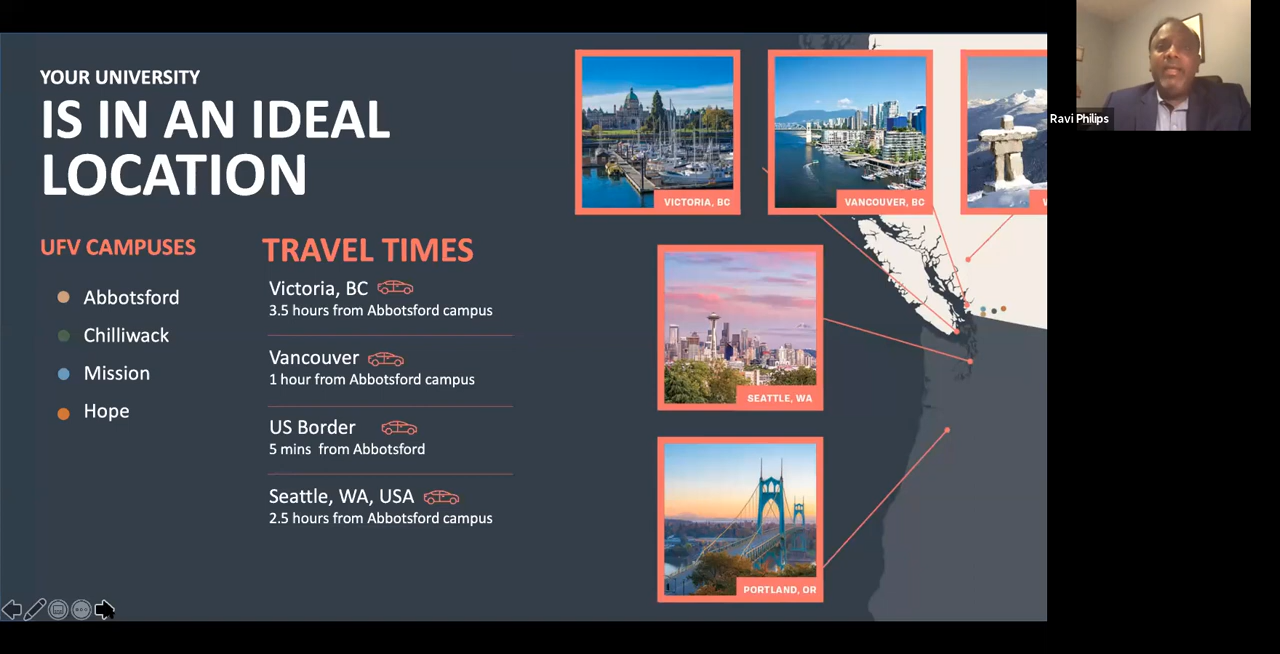 YOUR UNIVERSITY
IS IN AN IDEAL
LOCATION
UFV CAMPUSES
Abbotsford
Chilliwack
Mission
Hope
TRAVEL TIMES
Victoria, BC
3.5 hours from Abbotsford campus
Vancouver
1 hour from Abbotsford campus
US Border
5 mins from Abbotsford
Seattle, WA, USA
2.5 hours from Abbotsford campus
VICTORIA, BC
VANCOUVER, BC
SEATTLE, WA
PORTLAND, OR
Ravi Philips